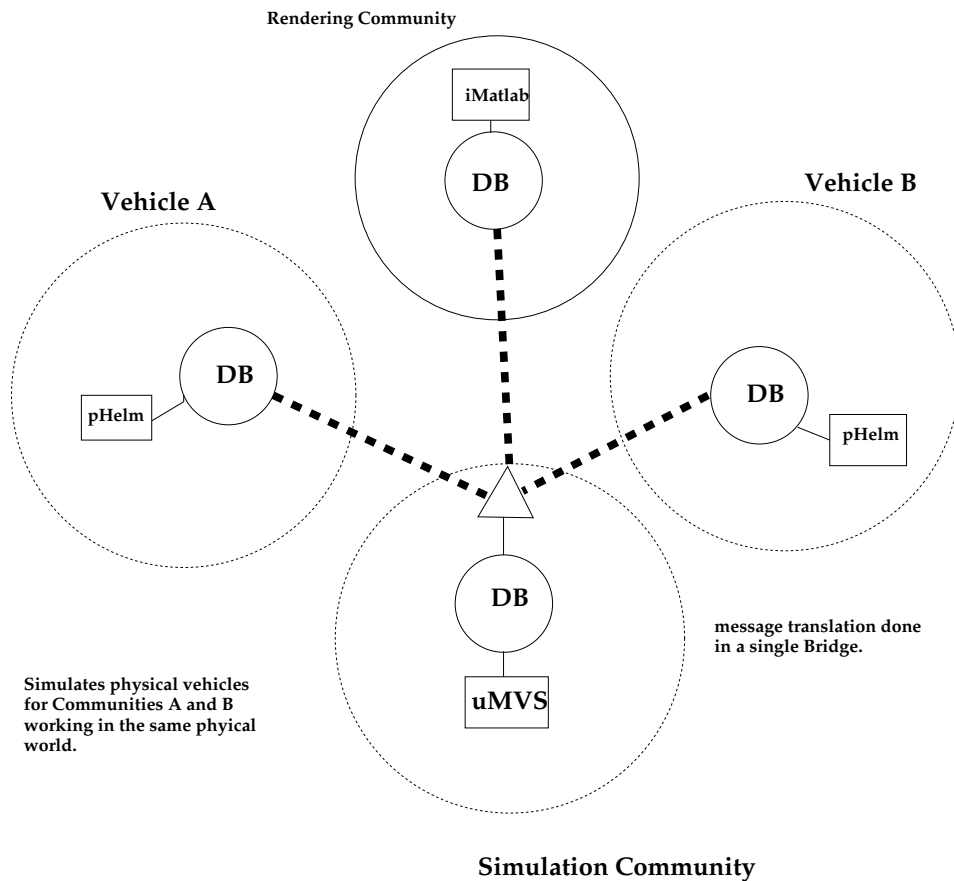 Rendering Community
iMatlab
DB
Vehicle A
Vehicle B
DB
pHelm
DB
pHelm
DB
uMVS
message translation done
in a single Bridge.
Simulates physical vehicles
for Communities A and B
working in the same phyical
world.
Simulation Community